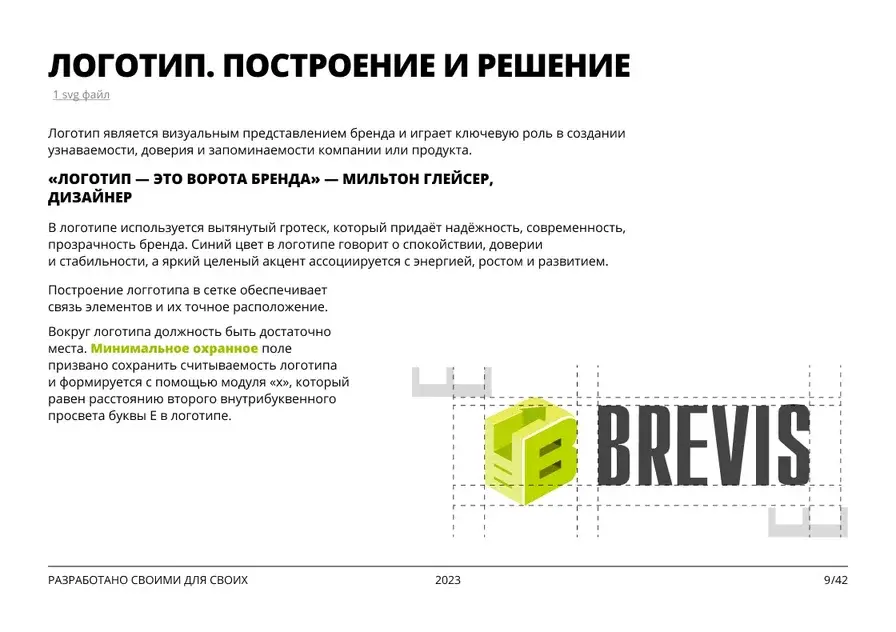 ЛОГОТИП. ПОСТРОЕНИЕ И РЕШЕНИЕ
1 svg файл
Логотип является визуальным представлением бренда и играет ключевую роль в создании
узнаваемости, доверия и запоминаемости компании или продукта.
«ЛОГОТИП — ЭТО ВОРОТА БРЕНДА» — МИЛЬТОН ГЛЕЙСЕР,
ДИЗАЙНЕР
В логотипе используется вытянутый гротеск, который придаёт надёжность, современность,
прозрачность бренда. Синий цвет в логотипе говорит о спокойствии, доверии
и стабильности, а яркий целеный акцент ассоциируется с энергией, ростом и развитием.
Построение логготипа в сетке обеспечивает
связь элементов и их точное расположение.
Вокруг логотипа должность быть достаточно
места. Минимальное охранное поле
призвано сохранить считываемость логотипа
и формируется с помощью модуля «х», который
равен расстоянию второго внутрибуквенного
просвета буквы Е в логотипе.
E
B BREVIS
E
РАЗРАБОТАНО СВОИМИ ДЛЯ СВОИХ
2023
9/42